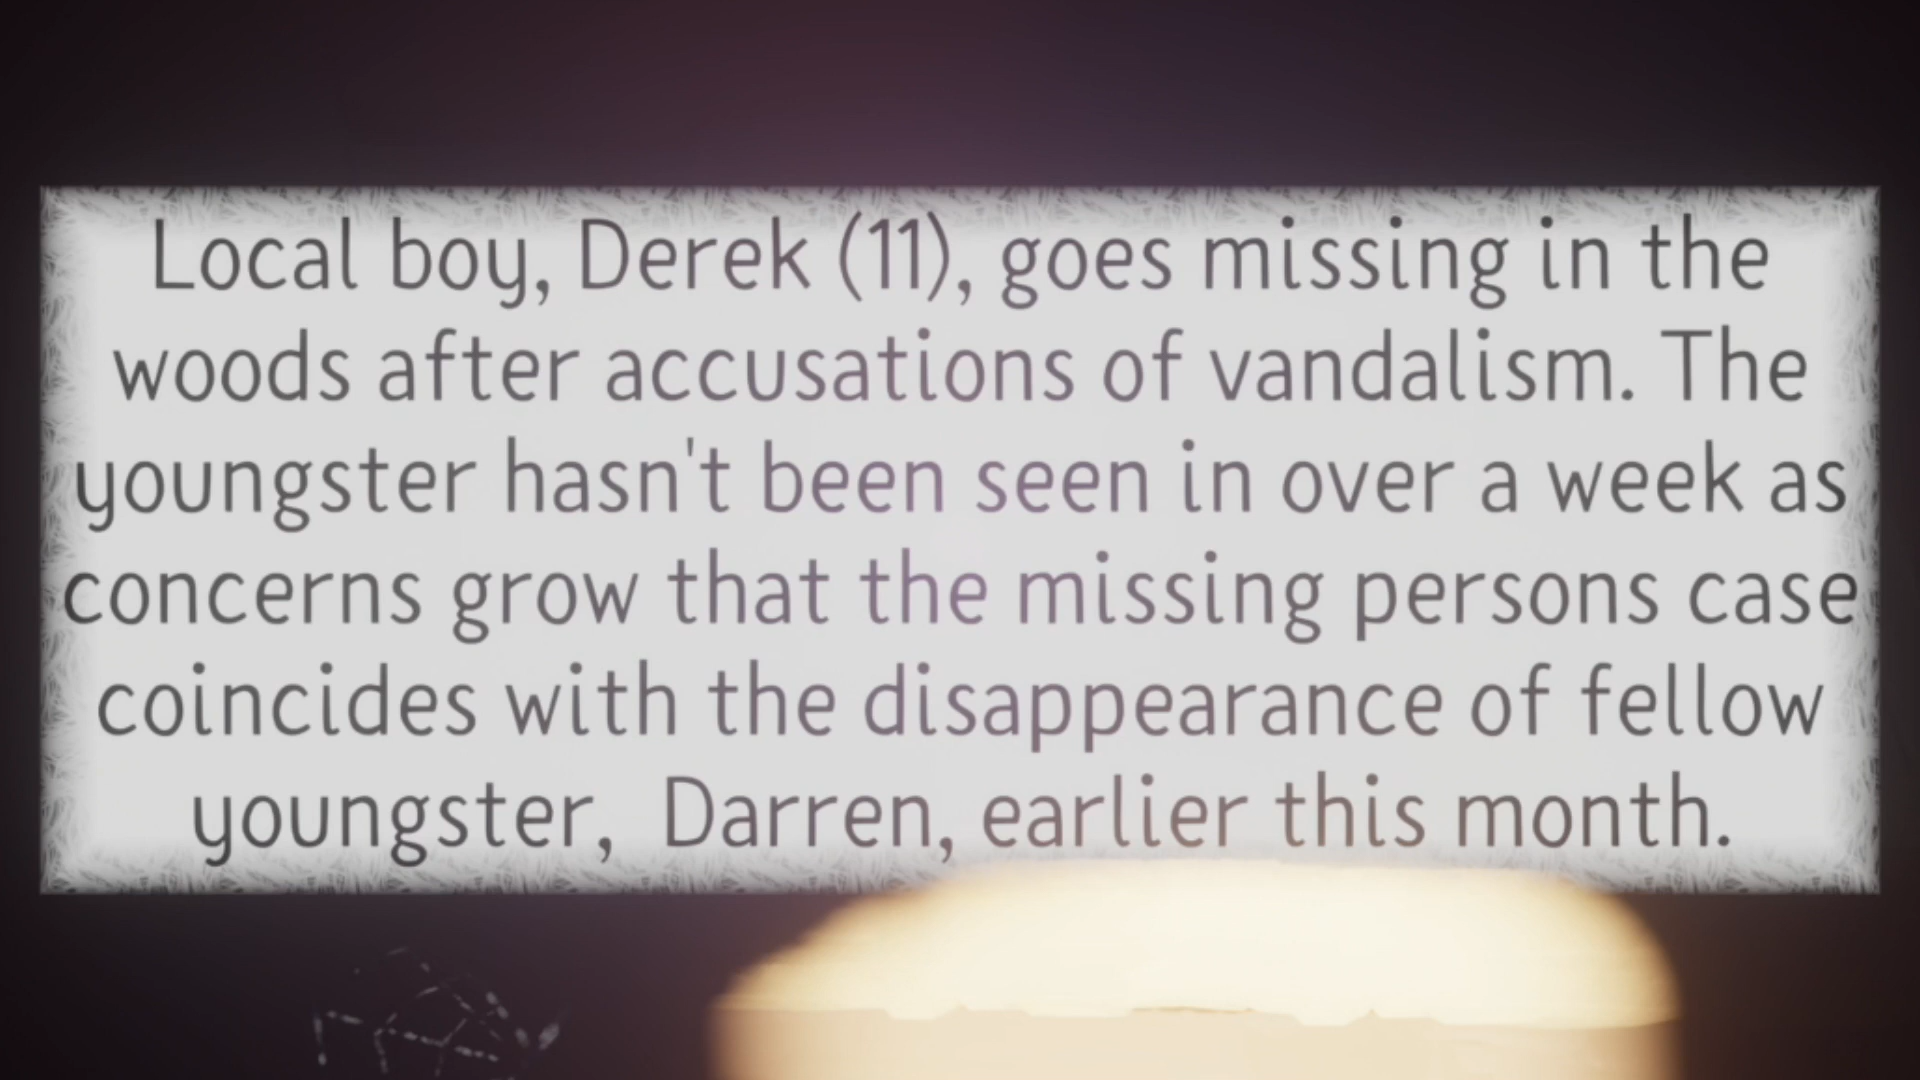 Local boy, Derek (11), goes missing in the
woods after accusations of vandalism. The
youngster hasn't been seen in over a week as
concerns grow that the missing persons case
coincides with the disappearance of fellow
youngster,  Darren, earlier this month.